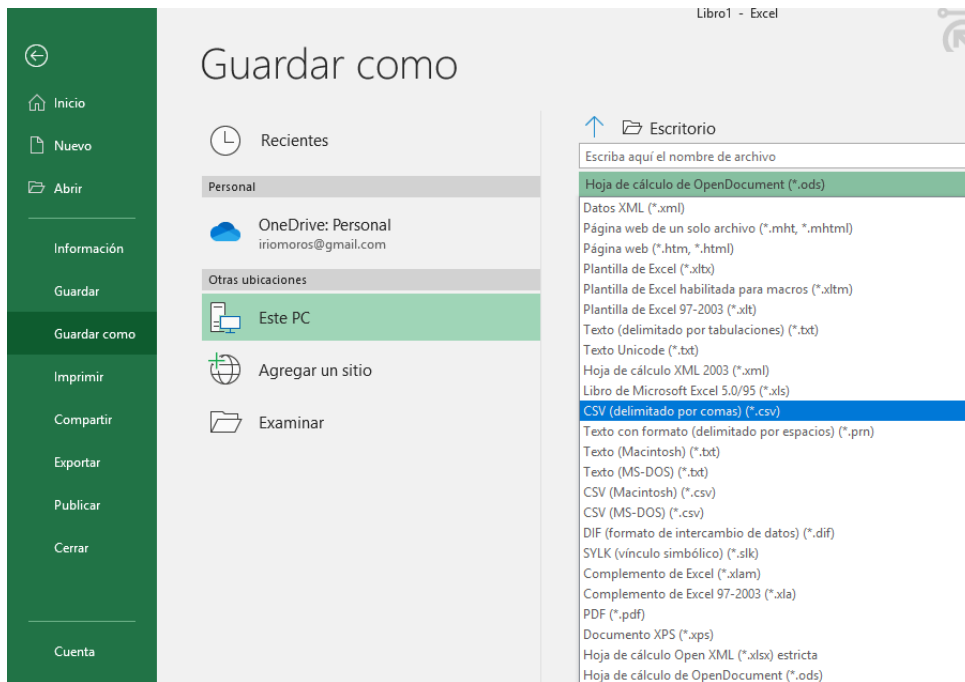 Libro1 - Excel
Guardar como
Inicio
Nuevo
Abrir
Información
Guardar
Guardar como
Imprimir
Compartir
Exportar
Publicar
Cerrar
Cuenta
Recientes
Personal
OneDrive: Personal
iriomoros@gmail.com
Otras ubicaciones
Este PC
Agregar un sitio
Examinar
Escritorio
Escriba aquí el nombre de archivo
Hoja de cálculo de OpenDocument (*.ods)
Datos XML (*.xml)
Página web de un solo archivo (*.mht, *.mhtml)
Página web (*.htm, *.html)
Plantilla de Excel (*.xltx)
Plantilla de Excel habilitada para macros (*.xltm)
Plantilla de Excel 97-2003 (*.xlt)
Texto (delimitado por tabulaciones) (*.txt)
Texto Unicode (*.txt)
Hoja de cálculo XML 2003 (*.xml)
Libro de Microsoft Excel 5.0/95 (*.xls)
CSV (delimitado por comas) (*.csv)
Texto con formato (delimitado por espacios) (*.prn)
Texto (Macintosh) (*.txt)
Texto (MS-DOS) (*.txt)
CSV (Macintosh) (*.csv)
CSV (MS-DOS) (*.csv)
DIF (formato de intercambio de datos) (*.dif)
SYLK (vínculo simbólico) (*.slk)
Complemento de Excel (*.xlam)
Complemento de Excel 97-2003 (*.xla)
PDF (*.pdf)
Documento XPS (*.xps)
Hoja de cálculo Open XML (*.xlsx) estricta
Hoja de cálculo de OpenDocument (*.ods)